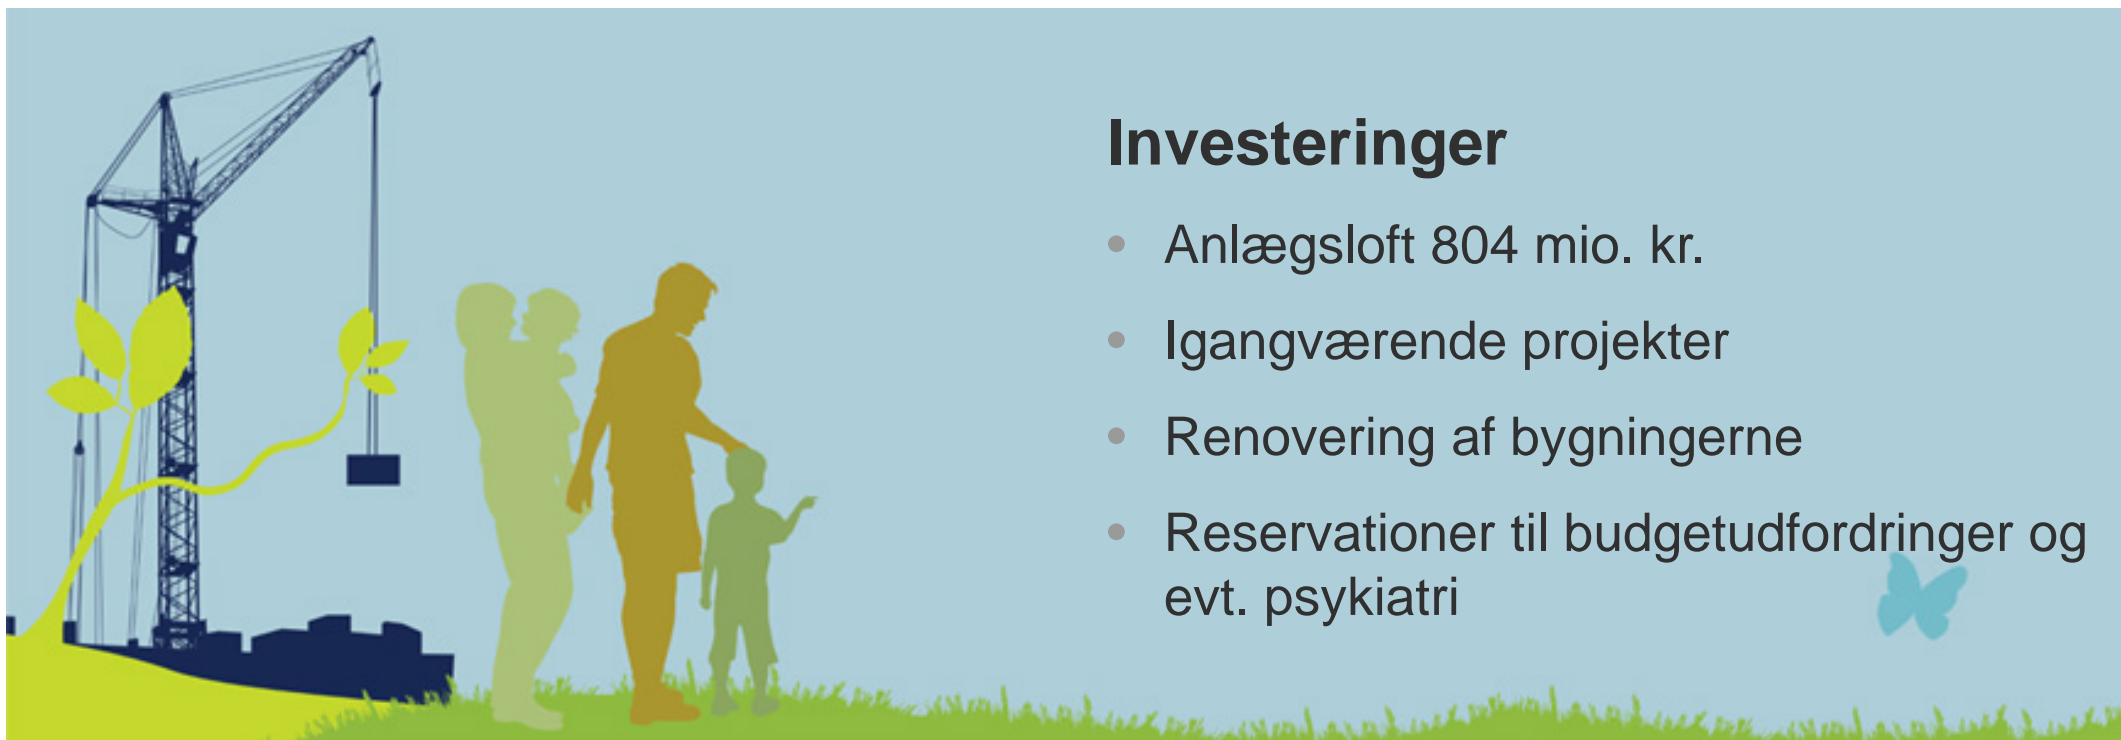 Investeringer
• Anlægsloft 804 mio. kr.
• Igangværende projekter
• Renovering af bygningerne
• Reservationer til budgetudfordringer og
evt. psykiatri